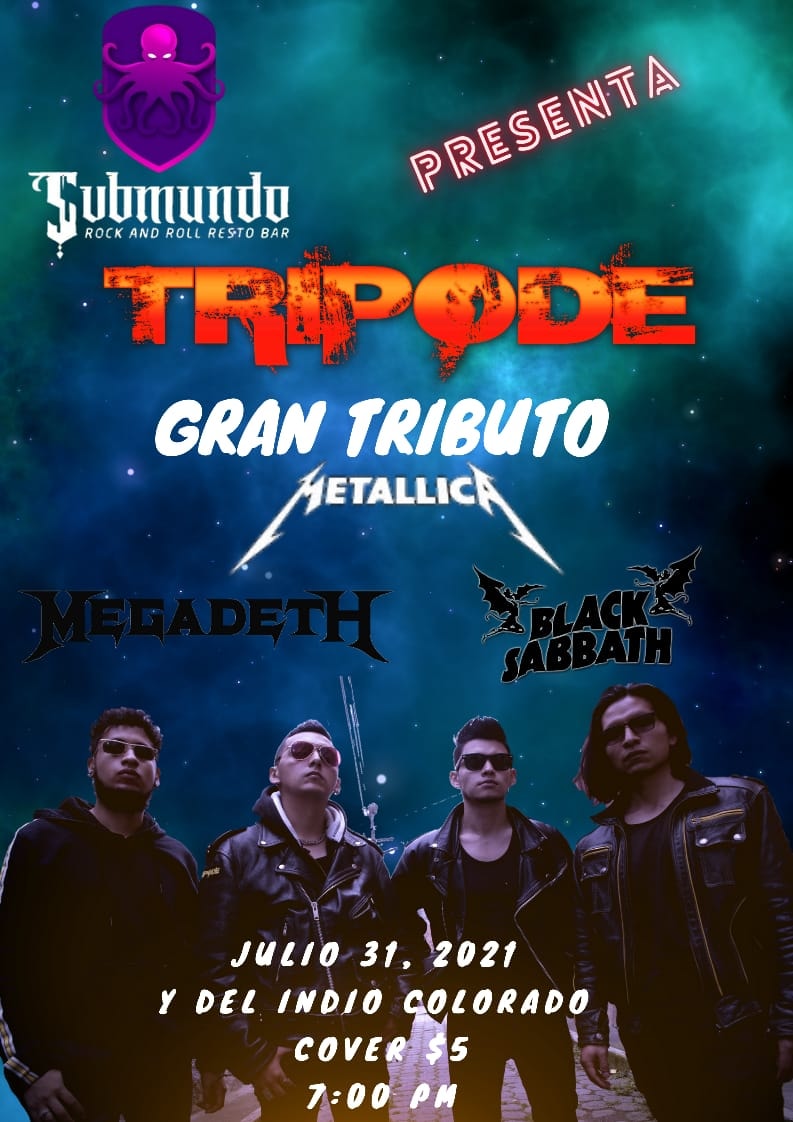 SUBMUNDO
ROCK AND ROLL RESTO BAR
PRESENTA
TRIPODE
GRAN TRIBUTO
METALLICA
MEGADETH
BLACK
SABBATH
JULIO 31, 2021
Y DEL INDIO COLORADO
COVER $5
7:00 PM